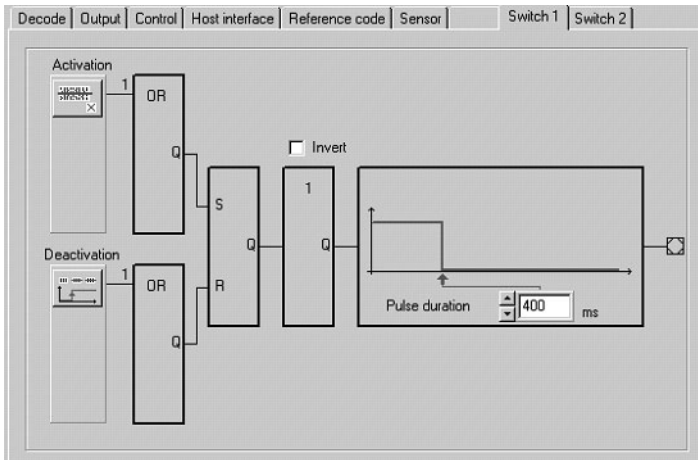 Decode Output Control Host interface Reference code Sensor Switch 1 Switch 2
Activation
1
OR
Q
Invert
S
1
Q
Q
Deactivation
1
OR
R
Q
Pulse duration 400 ms